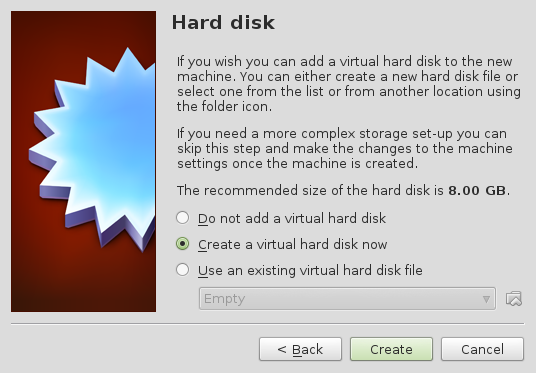 Hard disk
If you wish you can add a virtual hard disk to the new
machine. You can either create a new hard disk file or
select one from the list or from another location using
the folder icon.
If you need a more complex storage set-up you can
skip this step and make the changes to the machine
settings once the machine is created.
The recommended size of the hard disk is 8.00 GB.
Do not add a virtual hard disk
Create a virtual hard disk now
Use an existing virtual hard disk file
Empty
< Back
Create
Cancel